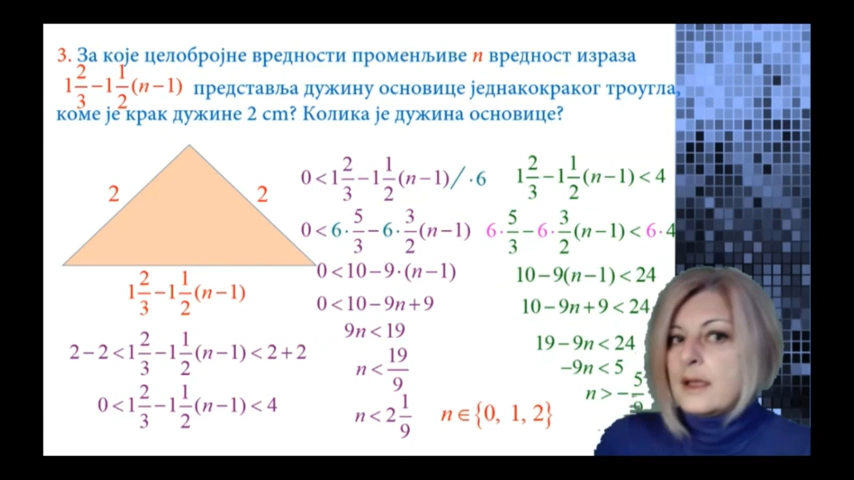 3. За које целобројне вредности променљиве n вредност израза
1 2/3 − 1 1/2 (n−1) представља дужину основице једнакокраког троугла,
коме је крак дужине 2 cm? Колика је дужина основице?
2
2
1 2/3 − 1 1/2 (n−1)
2−2 < 1 2/3 − 1 1/2 (n−1) < 2+2
0 < 1 2/3 − 1 1/2 (n−1) < 4
0 < 1 2/3 − 1 1/2 (n−1) / ·6
0 < 6· 5/3 − 6· 3/2 (n−1)
0 < 10−9·(n−1)
0 < 10−9n+9
9n < 19
n < 19/9
n < 2 1/9
1 2/3 − 1 1/2 (n−1) < 4
6· 5/3 − 6· 3/2 (n−1) < 6·4
10−9(n−1) < 24
10−9n+9 < 24
19−9n < 24
−9n < 5
n > − 5/9
n∈{0, 1, 2}